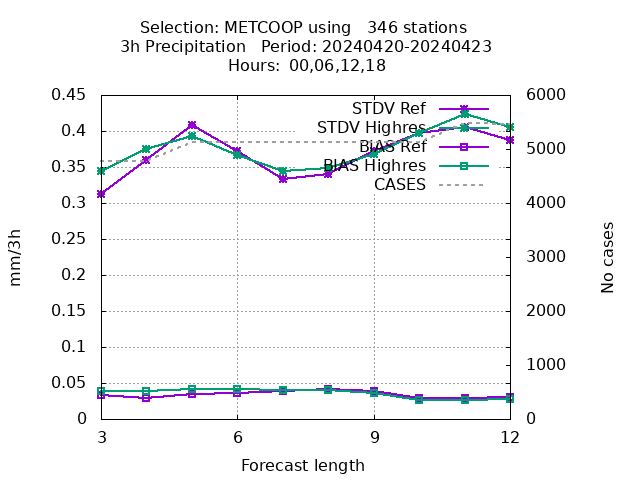 Selection: METCOOP using   346 stations
3h Precipitation   Period: 20240420-20240423
Hours:  00,06,12,18
0.45
0.4
0.35
0.3
0.25
0.2
0.15
0.1
0.05
0
6000
5000
4000
3000
2000
1000
0
STDV Ref
STDV Highres
BIAS Ref
BIAS Highres
CASES
mm/3h
No cases
3
6
9
12
Forecast length